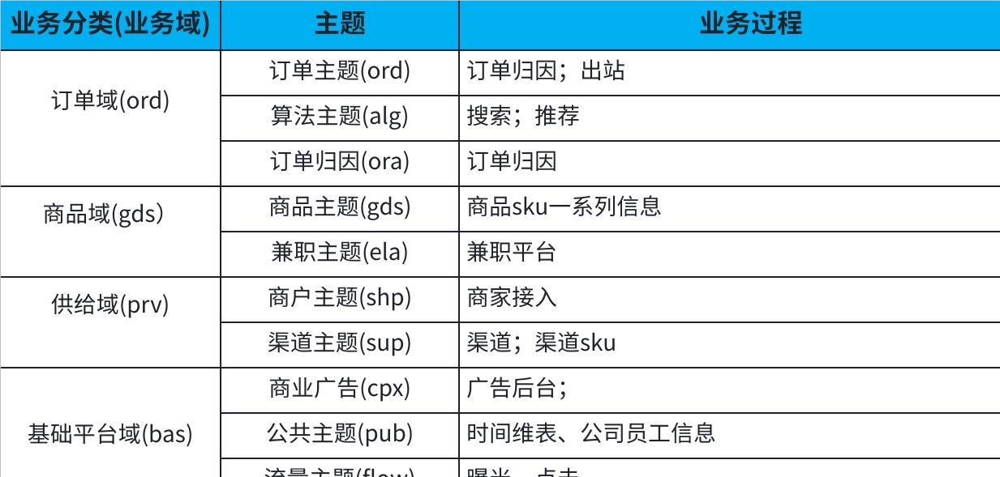 业务分类(业务域) 主题 业务过程
订单域(ord)
订单主题(ord) 订单归因；出站
算法主题(alg) 搜索；推荐
订单归因(ora) 订单归因
商品域(gds）
商品主题(gds) 商品sku一系列信息
兼职主题(ela) 兼职平台
供给域(prv)
商户主题(shp) 商家接入
渠道主题(sup) 渠道；渠道sku
基础平台域(bas)
商业广告(cpx) 广告后台；
公共主题(pub) 时间维表、公司员工信息
流量主题(flow) 曝光、点击